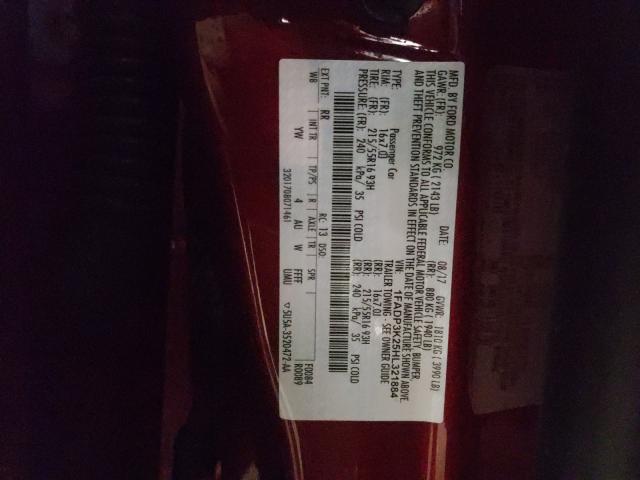 MFD. BY FORD MOTOR CO.
DATE: 08/17 GVWR: 1810 KG ( 3990 LB)
GAWR: (FR): 972 KG ( 2143 LB) (RR): 880 KG ( 1940 LB)
THIS VEHICLE CONFORMS TO ALL APPLICABLE FEDERAL MOTOR VEHICLE SAFETY, BUMPER,
AND THEFT PREVENTION STANDARDS IN EFFECT ON THE DATE OF MANUFACTURE SHOWN ABOVE.
VIN: 1FADP3K25HL321884
TYPE: Passenger Car TRAILER TOWING - SEE OWNER GUIDE
RIM: (FR): 16x7.0J (RR): 16x7.0J
TIRE: (FR): 215/55R16 93H (RR): 215/55R16 93H
PRESSURE: (FR): 240 kPa/ 35 PSI COLD (RR): 240 kPa/ 35 PSI COLD
EXT PNT: RR RC: 13 DSO:
WB INT TR TP/PS R AXLE TR SPR F0084
YW 4 AU W FFFF UMU R0089
3201708071461 5U5A-3520472-AA